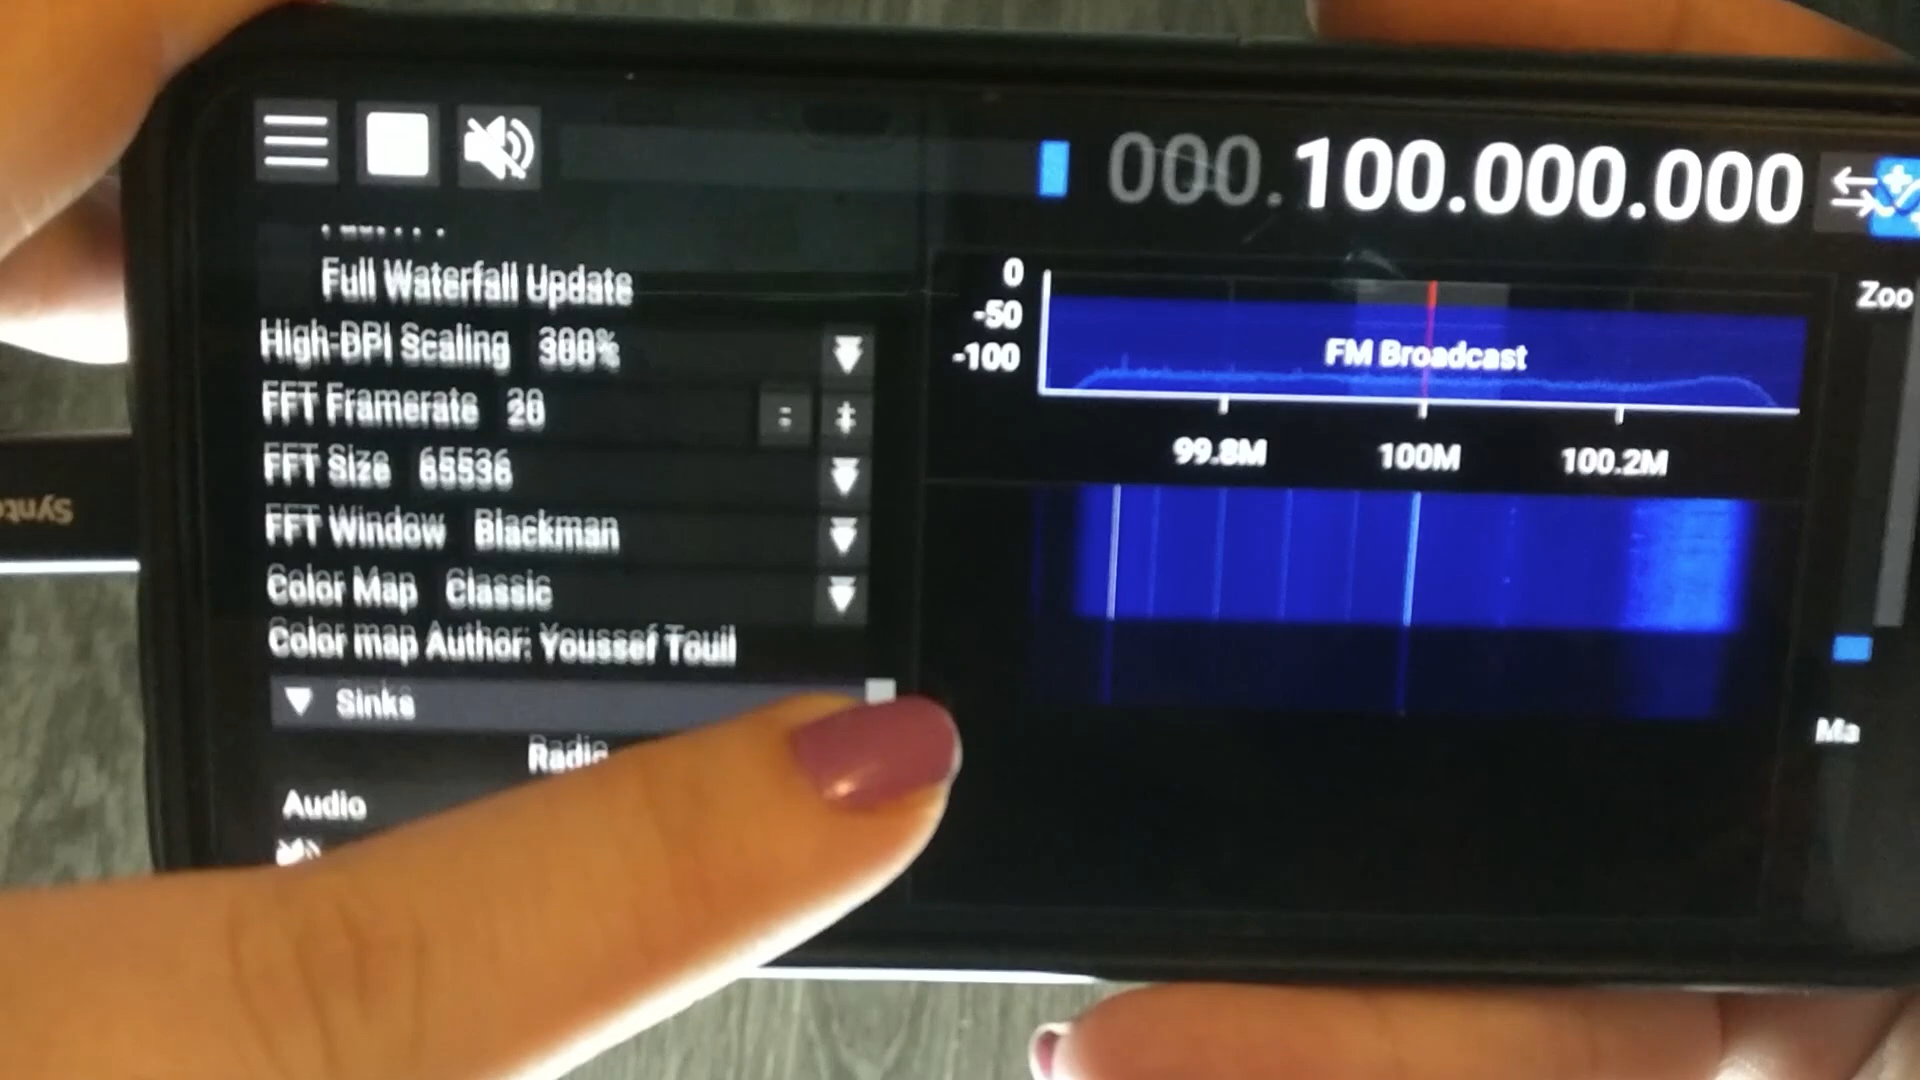 000.100.000.000
Full Waterfall Update
High-DPI Scaling 300%
FFT Framerate 20
- +
FFT Size 65536
FFT Window Blackman
Color Map Classic
Color map Author: Youssef Touil
Sinks
Radio
Audio
0
-50
-100
FM Broadcast
99.8M 100M 100.2M
Zoo
Ma
Synt